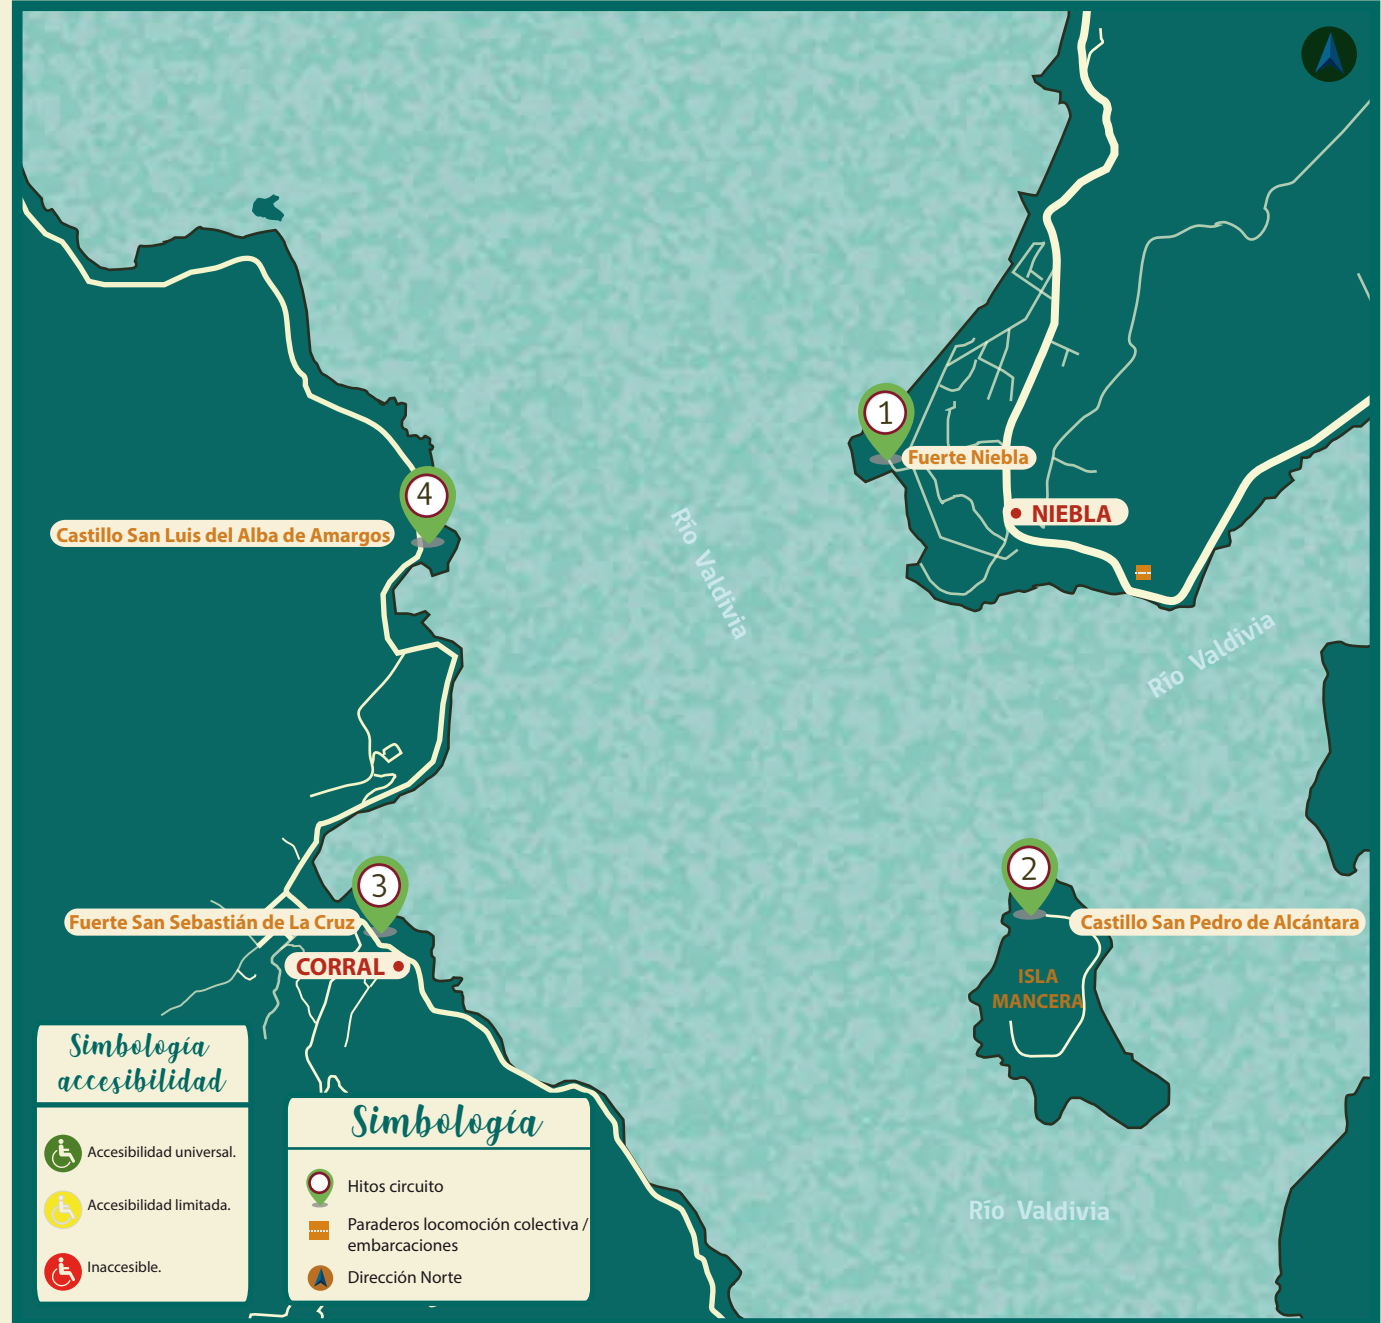 1
Fuerte Niebla
4
NIEBLA
Castillo San Luis del Alba de Amargos
Río Valdivia
Río Valdivia
2
3
Fuerte San Sebastián de La Cruz
Castillo San Pedro de Alcántara
CORRAL
ISLA
MANCERA
Simbología
accesibilidad
Accesibilidad universal.
Accesibilidad limitada.
Inaccesible.
Simbología
Hitos circuito
Paraderos locomoción colectiva /
embarcaciones
Dirección Norte
Río Valdivia